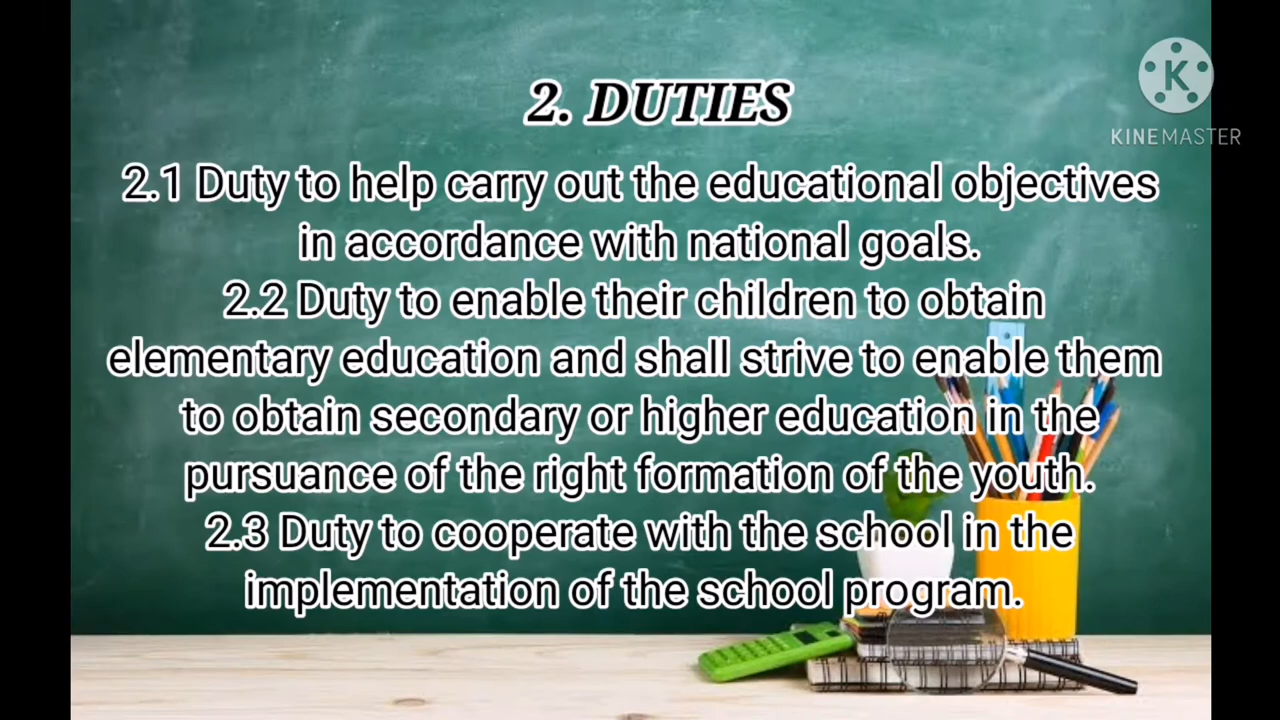 2. DUTIES
K
KINEMASTER
2.1 Duty to help carry out the educational objectives
in accordance with national goals.
2.2 Duty to enable their children to obtain
elementary education and shall strive to enable them
to obtain secondary or higher education in the
pursuance of the right formation of the youth.
2.3 Duty to cooperate with the school in the
implementation of the school program.